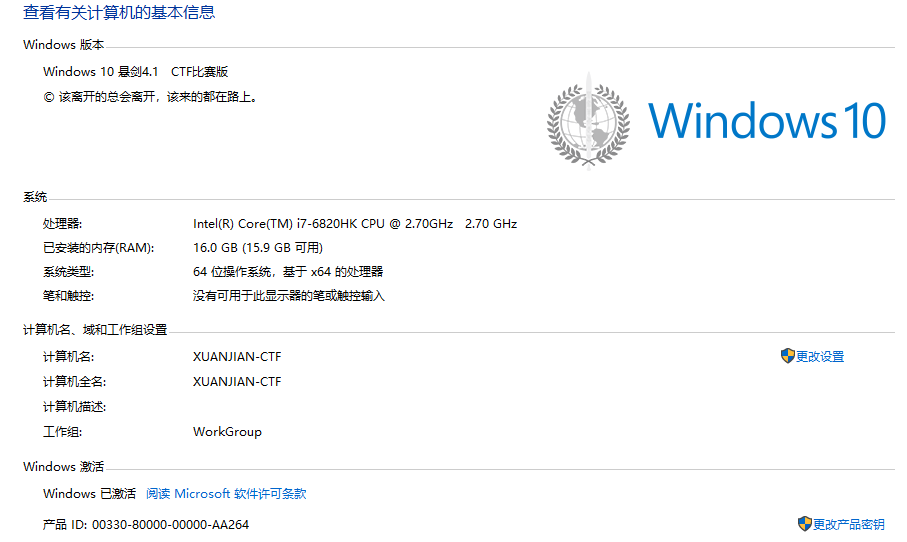 查看有关计算机的基本信息
Windows 版本
Windows 10 悬剑4.1 CTF比赛版
© 该离开的总会离开，该来的都在路上。
Windows 10
系统
处理器: Intel(R) Core(TM) i7-6820HK CPU @ 2.70GHz 2.70 GHz
已安装的内存(RAM): 16.0 GB (15.9 GB 可用)
系统类型: 64 位操作系统，基于 x64 的处理器
笔和触控: 没有可用于此显示器的笔或触控输入
计算机名、域和工作组设置
计算机名: XUANJIAN-CTF 更改设置
计算机全名: XUANJIAN-CTF
计算机描述:
工作组: WorkGroup
Windows 激活
Windows 已激活 阅读 Microsoft 软件许可条款
产品 ID: 00330-80000-00000-AA264 更改产品密钥